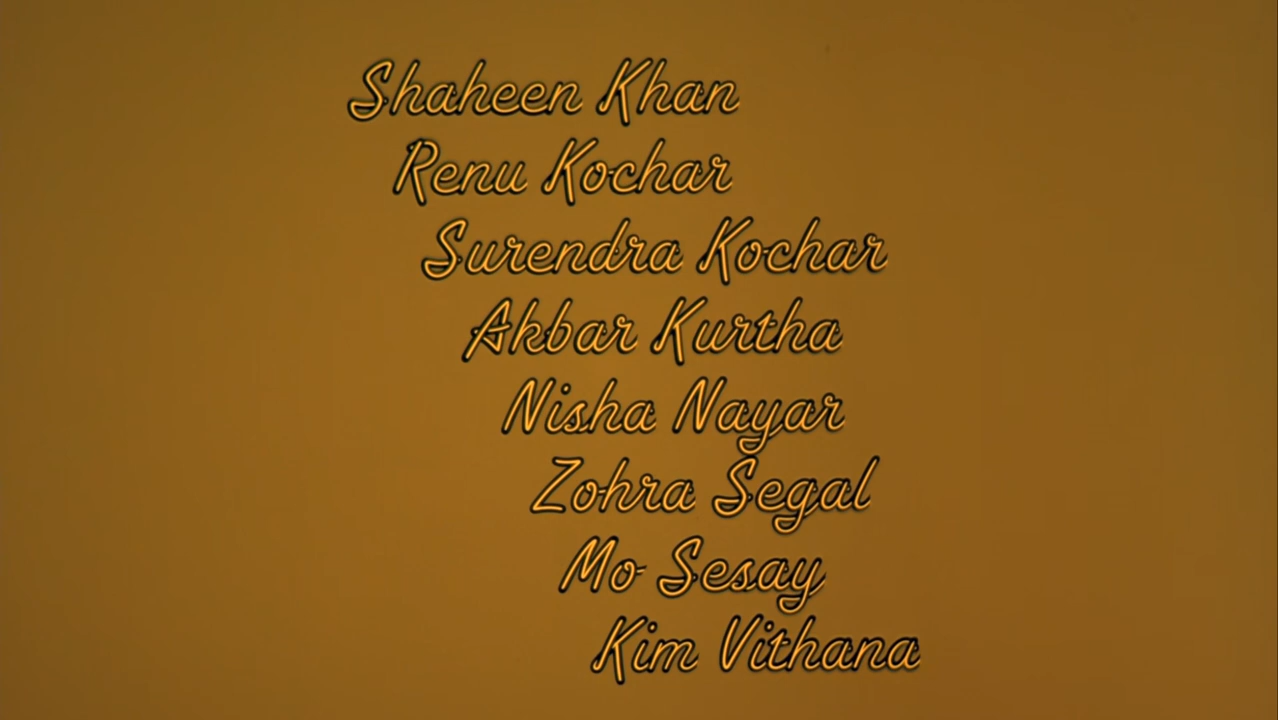 Shaheen Khan
Renu Kochar
Surendra Kochar
Akbar Kurtha
Nisha Nayar
Zohra Segal
Mo Sesay
Kim Vithana